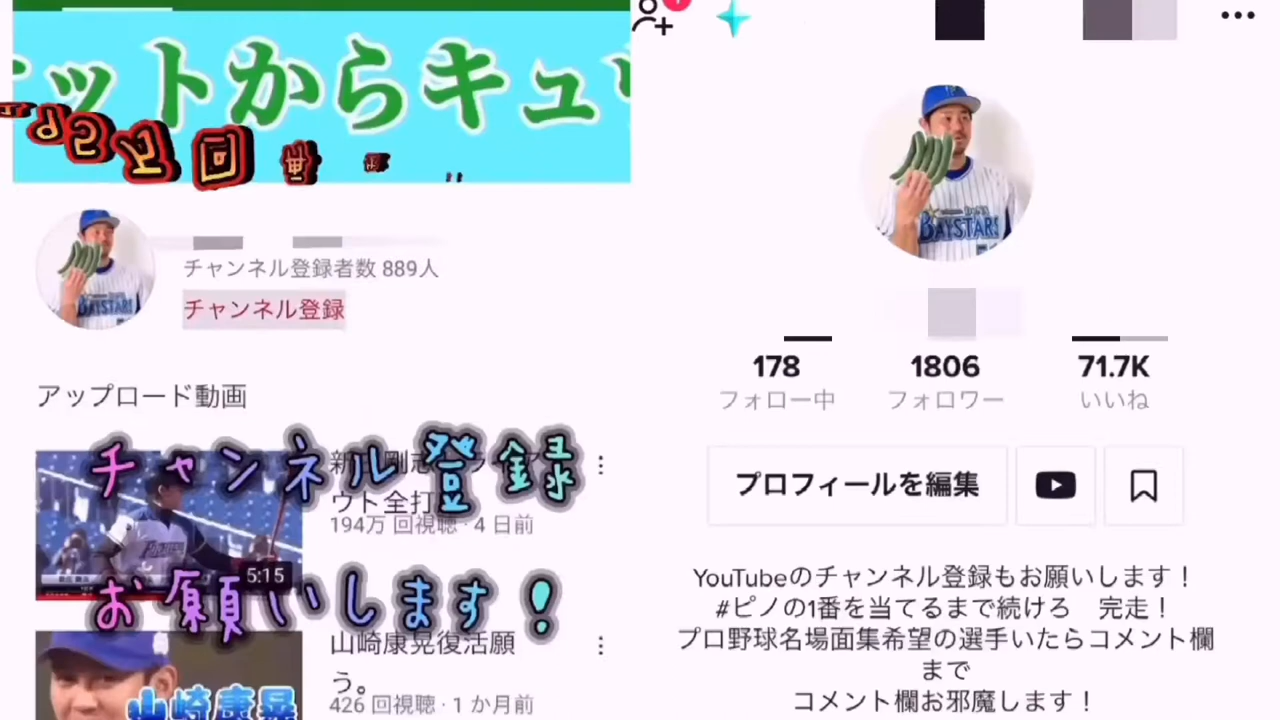 ットからキュ
回
チャンネル登録者数 889人
チャンネル登録
アップロード動画
チャンネル登録
お願いします！
ウト全打
194万 回視聴・4 日前
5:15
山﨑康晃復活願
う。
426 回視聴・1 か月前
山﨑康晃
BAYSTARS
178
フォロー中
1806
フォロワー
71.7K
いいね
プロフィールを編集
YouTubeのチャンネル登録もお願いします！
#ピノの1番を当てるまで続けろ　完走！
プロ野球名場面集希望の選手いたらコメント欄
まで
コメント欄お邪魔します！